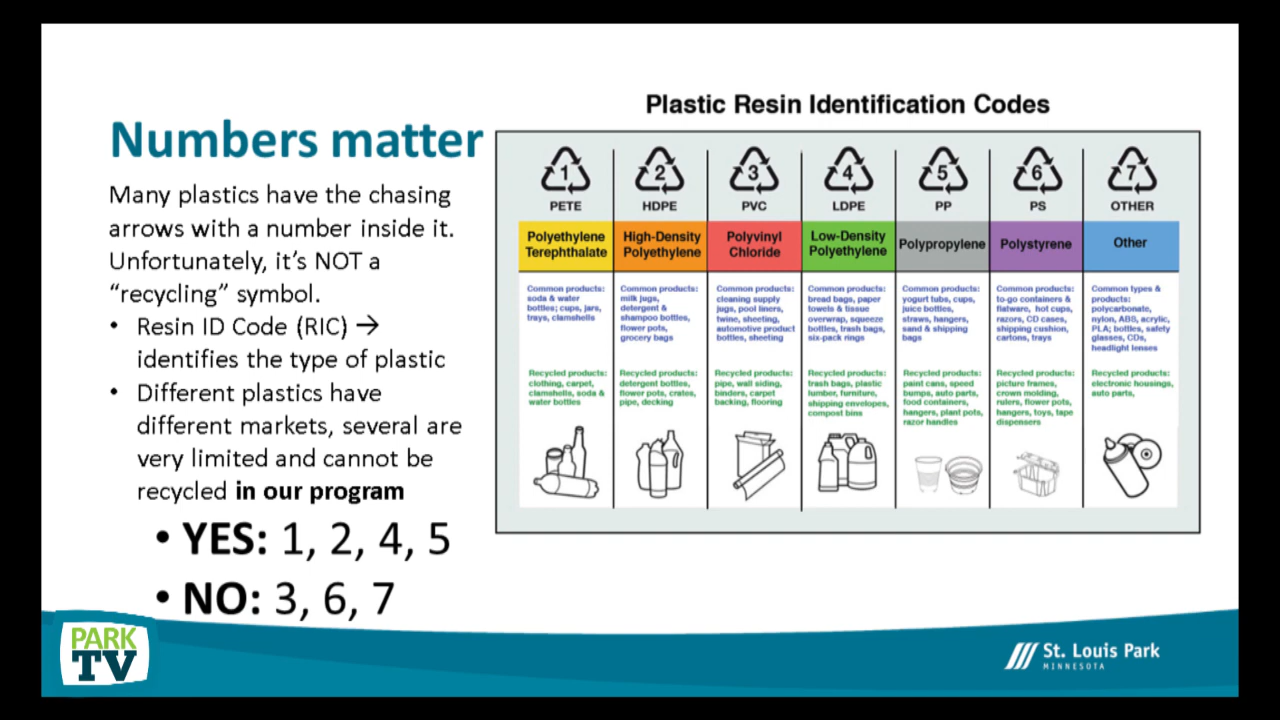 Numbers matter
Many plastics have the chasing
arrows with a number inside it.
Unfortunately, it's NOT a
“recycling” symbol.
• Resin ID Code (RIC) →
identifies the type of plastic
• Different plastics have
different markets, several are
very limited and cannot be
recycled in our program
• YES: 1, 2, 4, 5
• NO: 3, 6, 7
Plastic Resin Identification Codes
1
PETE
Polyethylene
Terephthalate
Common products:
soda & water
bottles; cups, jars,
trays, clamshells
Recycled products:
clothing, carpet,
clamshells, soda &
water bottles
2
HDPE
High-Density
Polyethylene
Common products:
milk jugs,
detergent &
shampoo bottles,
flower pots,
grocery bags
Recycled products:
detergent bottles,
flower pots, crates,
pipe, decking
3
PVC
Polyvinyl
Chloride
Common products:
cleaning supply
jugs, pool liners,
twine, sheeting,
automotive product
bottles, sheeting
Recycled products:
pipe, wall siding,
binders, carpet
backing, flooring
4
LDPE
Low-Density
Polyethylene
Common products:
bread bags, paper
towels & tissue
overwrap, squeeze
bottles, trash bags,
six-pack rings
Recycled products:
trash bags, plastic
lumber, furniture,
shipping envelopes,
compost bins
5
PP
Polypropylene
Common products:
yogurt tubs, cups,
juice bottles,
straws, hangers,
sand & shipping
bags
Recycled products:
paint cans, speed
bumps, auto parts,
food containers,
hangers, plant pots,
razor handles
6
PS
Polystyrene
Common products:
to-go containers &
flatware, hot cups,
razors, CD cases,
shipping cushion,
cartons, trays
Recycled products:
picture frames,
crown molding,
rulers, flower pots,
hangers, toys, tape
dispensers
7
OTHER
Other
Common types &
products:
polycarbonate,
nylon, ABS, acrylic,
PLA; bottles, safety
glasses, CDs,
headlight lenses
Recycled products:
electronic housings,
auto parts,
PARK
TV
St. Louis Park
MINNESOTA